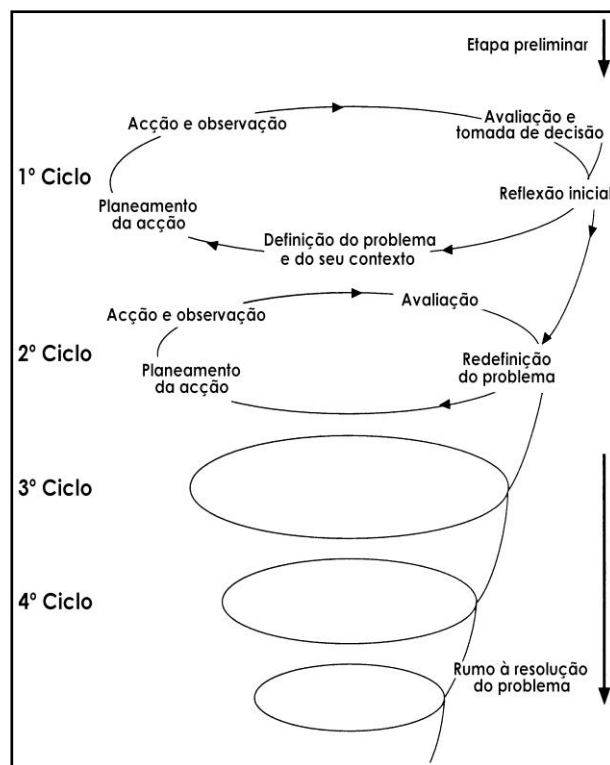 Etapa preliminar
Acção e observação
Avaliação e
tomada de decisão
1º Ciclo
Reflexão inicial
Planeamento
da acção
Definição do problema
e do seu contexto
Acção e observação
Avaliação
2º Ciclo
Planeamento
da acção
Redefinição
do problema
3º Ciclo
4º Ciclo
Rumo à resolução
do problema